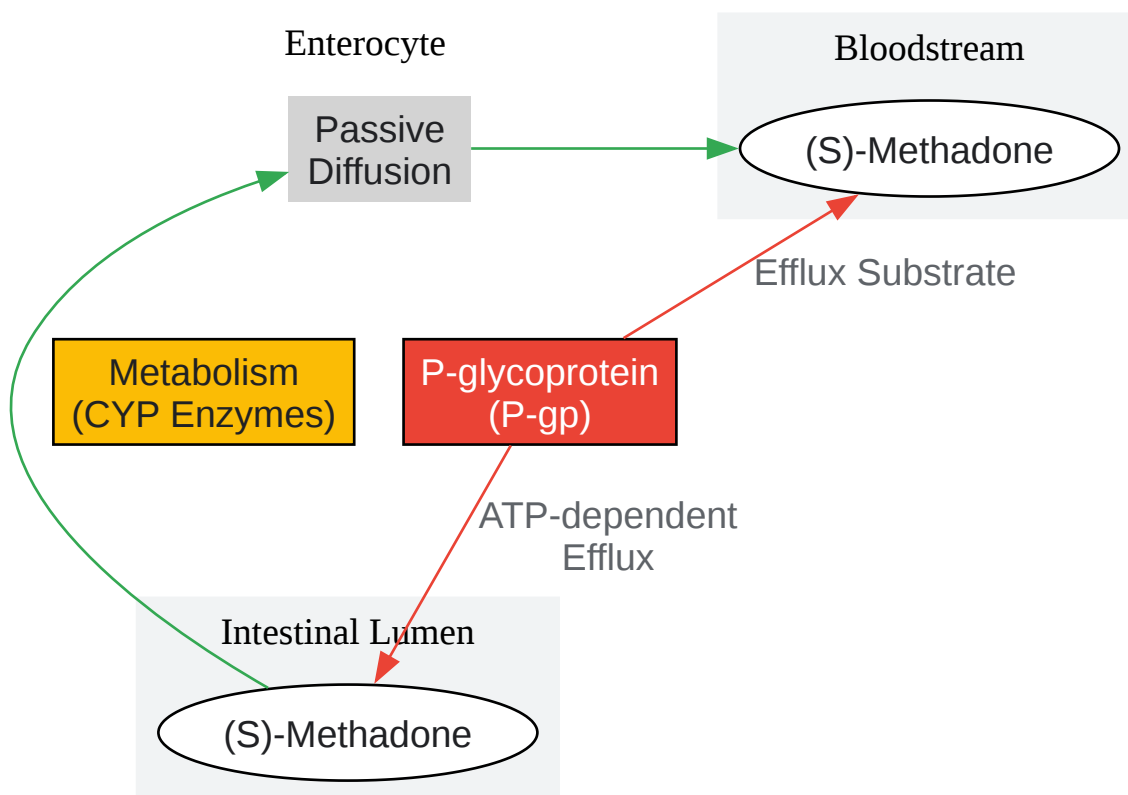 Enterocyte
Bloodstream
Passive
Diffusion
(S)-Methadone
Efflux Substrate
Metabolism
(CYP Enzymes)
P-glycoprotein
(P-gp)
ATP-dependent
Efflux
Intestinal Lumen
(S)-Methadone